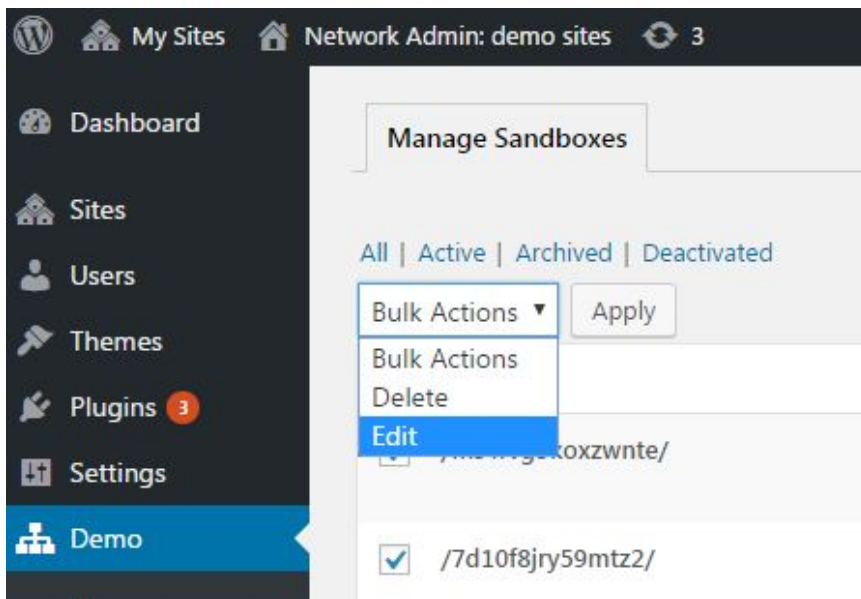 My Sites Network Admin: demo sites 3
Dashboard
Sites
Users
Themes
Plugins 3
Settings
Demo
Manage Sandboxes
All | Active | Archived | Deactivated
Bulk Actions Apply
Bulk Actions
Delete
Edit
/7d10f8jry59mtz2/